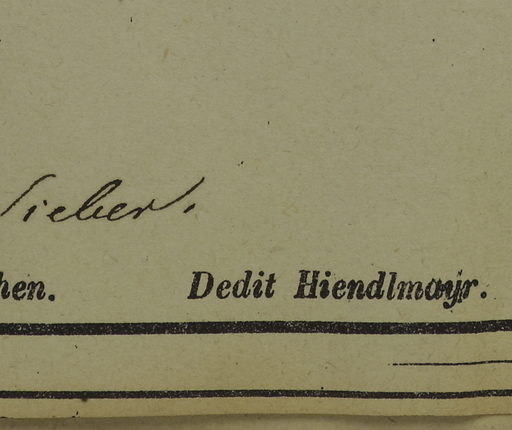 Sieber.
hen. Dedit Hiendlmayr.